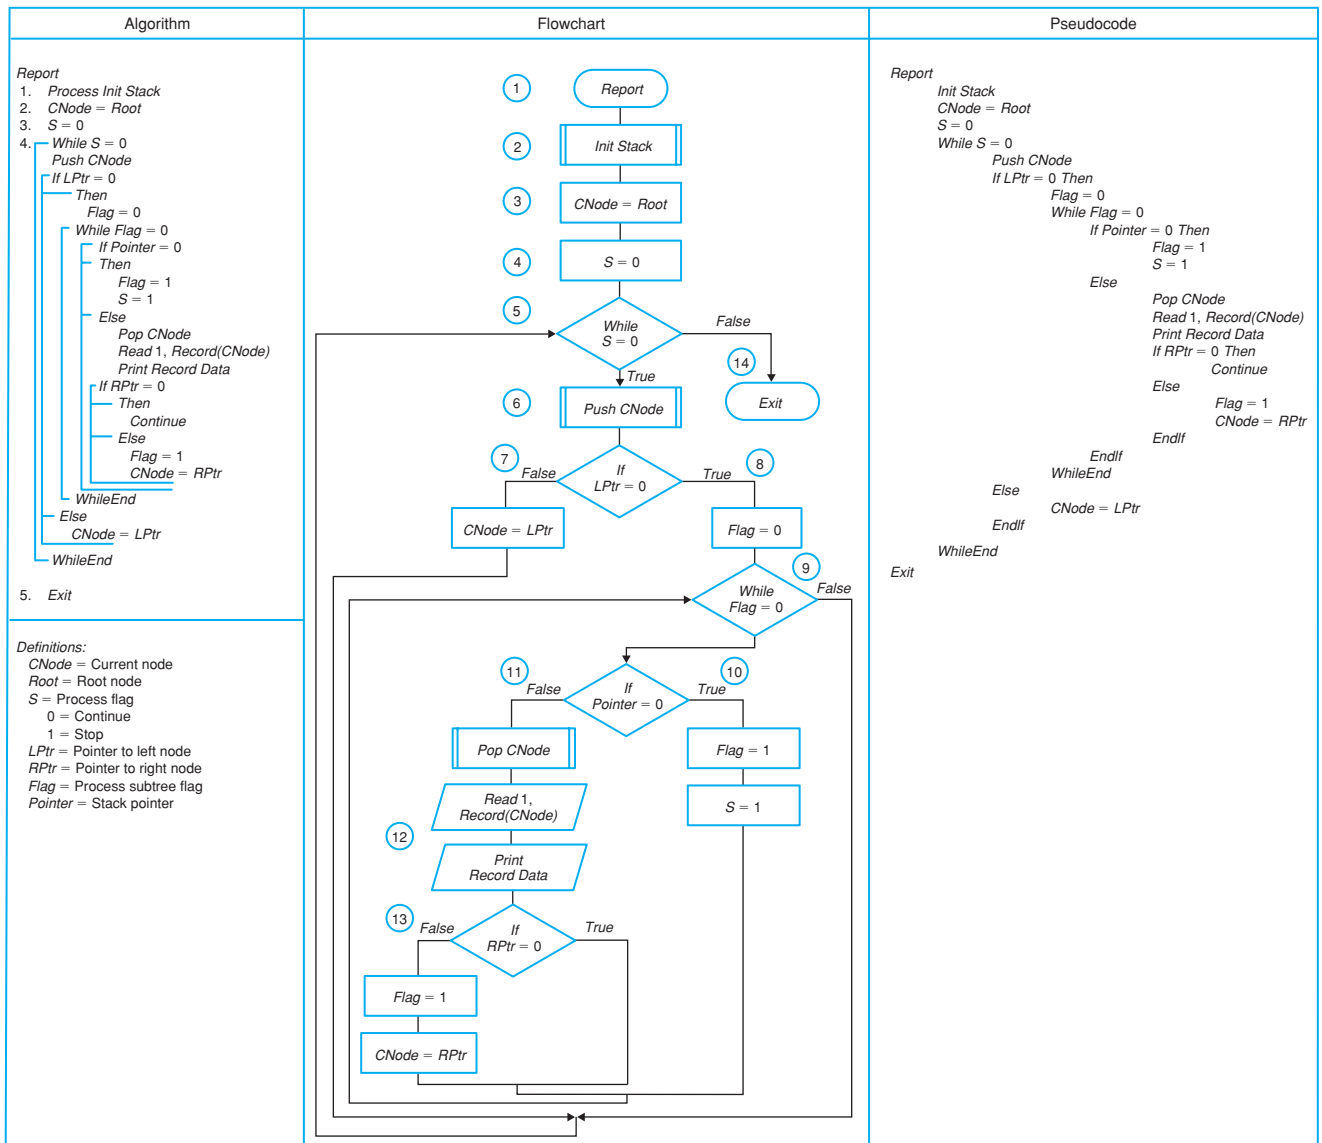 Algorithm
Report
1. Process Init Stack
2. CNode = Root
3. S = 0
4. While S = 0
Push CNode
If LPtr = 0
Then
Flag = 0
While Flag = 0
If Pointer = 0
Then
Flag = 1
S = 1
Else
Pop CNode
Read 1, Record(CNode)
Print Record Data
If RPtr = 0
Then
Continue
Else
Flag = 1
CNode = RPtr
WhileEnd
Else
CNode = LPtr
WhileEnd
5. Exit
Definitions:
CNode = Current node
Root = Root node
S = Process flag
0 = Continue
1 = Stop
LPtr = Pointer to left node
RPtr = Pointer to right node
Flag = Process subtree flag
Pointer = Stack pointer
Flowchart
1
Report
2
Init Stack
3
CNode = Root
4
S = 0
5
While
S = 0
False
14
True
Exit
6
Push CNode
7
8
If
LPtr = 0
False
True
CNode = LPtr
Flag = 0
9
While
Flag = 0
False
11
10
If
Pointer = 0
False
True
Pop CNode
Flag = 1
Read 1,
Record(CNode)
S = 1
12
Print
Record Data
13
False
If
RPtr = 0
True
Flag = 1
CNode = RPtr
Pseudocode
Report
Init Stack
CNode = Root
S = 0
While S = 0
Push CNode
If LPtr = 0 Then
Flag = 0
While Flag = 0
If Pointer = 0 Then
Flag = 1
S = 1
Else
Pop CNode
Read 1, Record(CNode)
Print Record Data
If RPtr = 0 Then
Continue
Else
Flag = 1
CNode = RPtr
EndIf
EndIf
WhileEnd
Else
CNode = LPtr
EndIf
WhileEnd
Exit